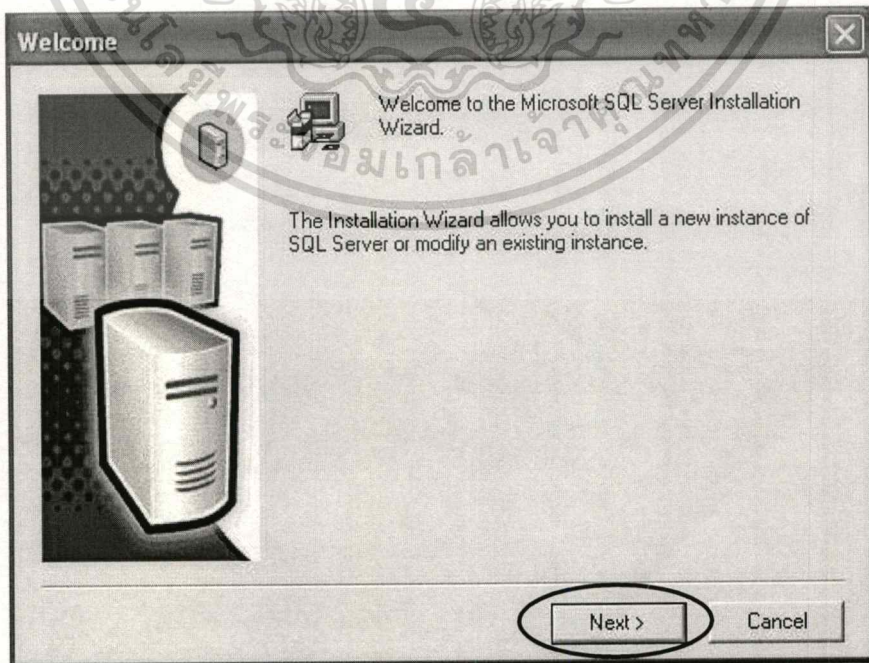 Welcome
Welcome to the Microsoft SQL Server Installation
Wizard.
The Installation Wizard allows you to install a new instance of
SQL Server or modify an existing instance.
Next >
Cancel